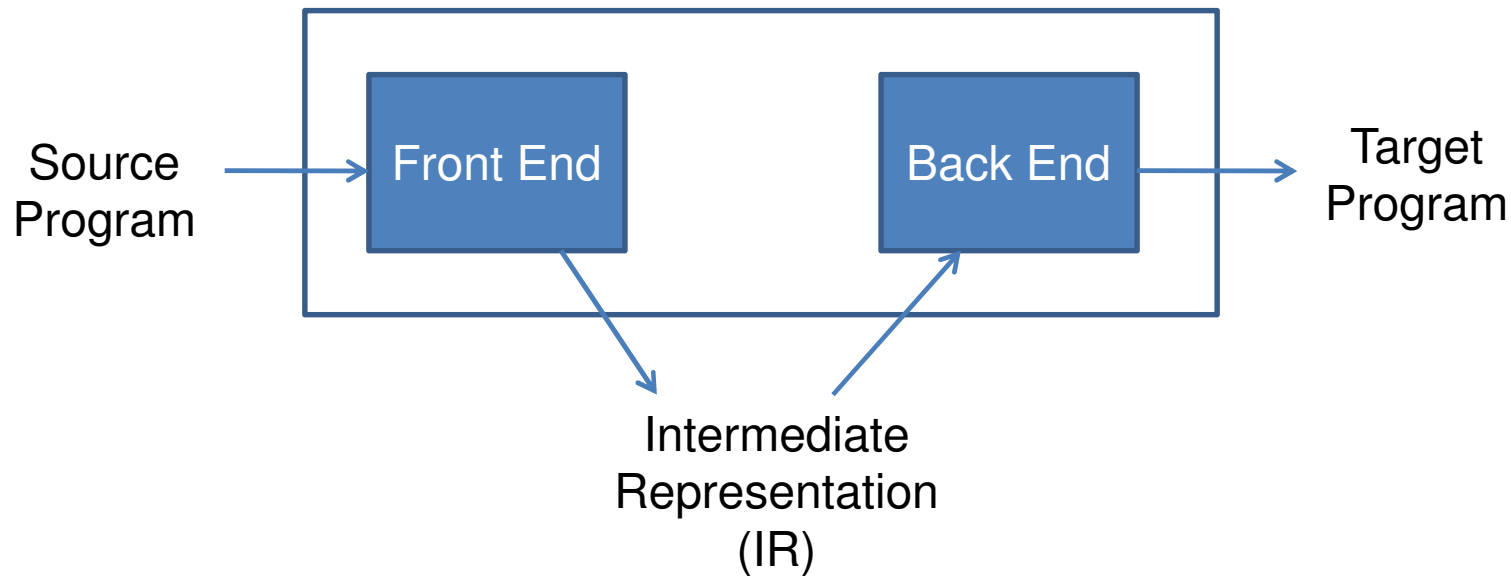 Source
Program
Front End
Back End
Target
Program
Intermediate
Representation
(IR)